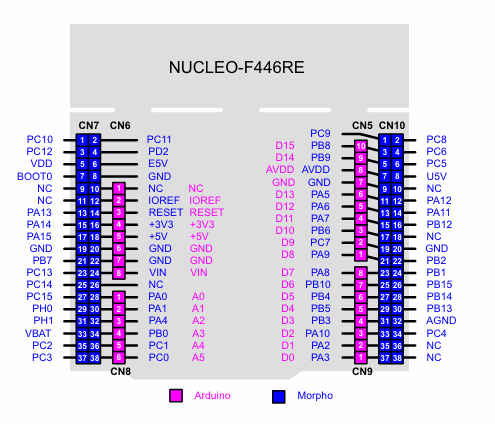 NUCLEO-F446RE
CN7 CN6 CN5 CN10
PC9
PC10 1 2 PC11 D15 PB8 10 1 2 PC8
PC12 3 4 PD2 D14 PB9 9 3 4 PC6
VDD 5 6 E5V AVDD AVDD 8 5 6 PC5
BOOT0 7 8 GND GND GND 7 7 8 U5V
NC 9 10 1 NC NC D13 PA5 6 9 10 NC
NC 11 12 2 IOREF IOREF D12 PA6 5 11 12 PA12
PA13 13 14 3 RESET RESET D11 PA7 4 13 14 PA11
PA14 15 16 4 +3V3 +3V3 D10 PB6 3 15 16 PB12
PA15 17 18 5 +5V +5V D9 PC7 2 17 18 NC
GND 19 20 6 GND GND D8 PA9 1 19 20 GND
PB7 21 22 7 GND GND 21 22 PB2
PC13 23 24 8 VIN VIN D7 PA8 8 23 24 PB1
PC14 25 26 NC D6 PB10 7 25 26 PB15
PC15 27 28 1 PA0 A0 D5 PB4 6 27 28 PB14
PH0 29 30 2 PA1 A1 D4 PB5 5 29 30 PB13
PH1 31 32 3 PA4 A2 D3 PB3 4 31 32 AGND
VBAT 33 34 4 PB0 A3 D2 PA10 3 33 34 PC4
PC2 35 36 5 PC1 A4 D1 PA2 2 35 36 NC
PC3 37 38 6 PC0 A5 D0 PA3 1 37 38 NC
CN8 CN9
Arduino Morpho